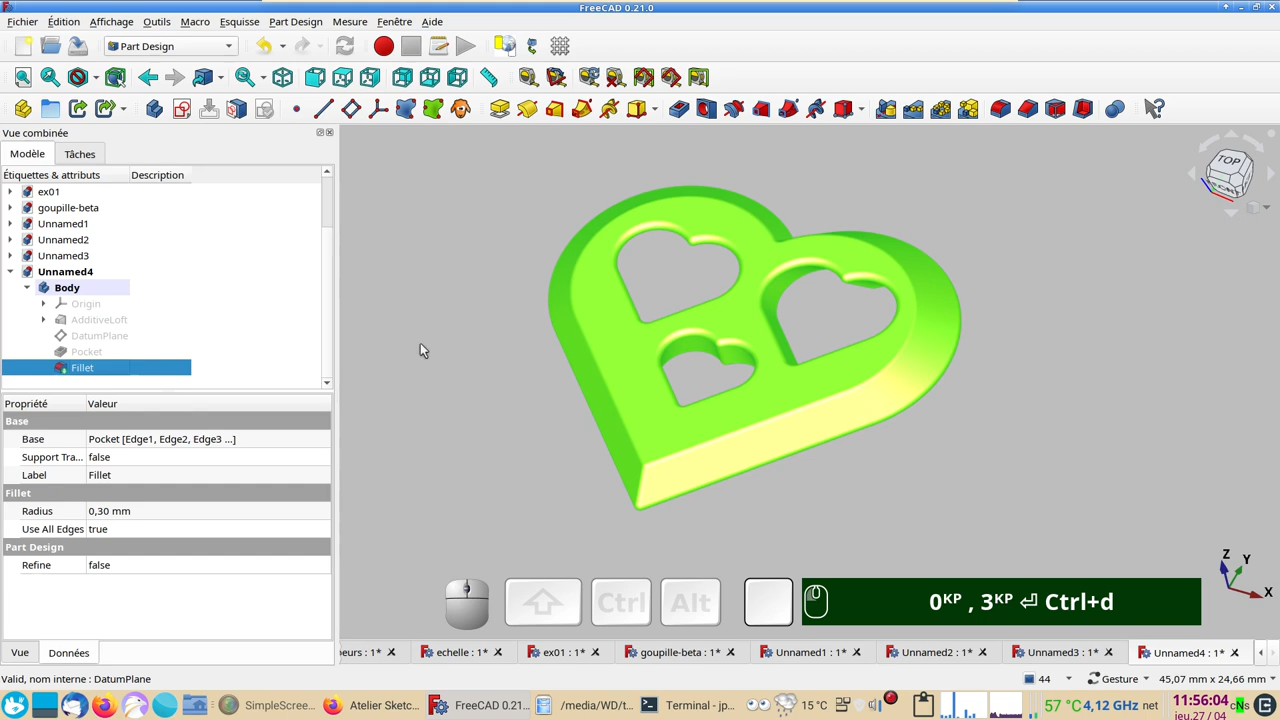 FreeCAD 0.21.0
Fichier Édition Affichage Outils Macro Esquisse Part Design Mesure Fenêtre Aide
Part Design
Vue combinée
Modèle Tâches
Étiquettes & attributs Description
ex01
goupille-beta
Unnamed1
Unnamed2
Unnamed3
Unnamed4
Body
Origin
AdditiveLoft
DatumPlane
Pocket
Fillet
TOP
Propriété Valeur
Base
Base Pocket [Edge1, Edge2, Edge3 ...]
Support Tra... false
Label Fillet
Fillet
Radius 0,30 mm
Use All Edges true
Part Design
Refine false
Z
Y
X
Ctrl Alt 0ᴷᴾ , 3ᴷᴾ ⏎ Ctrl+d
Vue Données
eurs : 1* echelle : 1* ex01 : 1* goupille-beta : 1* Unnamed1 : 1* Unnamed2 : 1* Unnamed3 : 1* Unnamed4 : 1*
Valid, nom interne : DatumPlane
44 Gesture 45,07 mm x 24,66 mm
SimpleScree... Atelier Sketc... FreeCAD 0.21... /media/WD/t... Terminal - jp... 15 °C 57 °C 4,12 GHz net
11:56:04
jeu.27 / 04